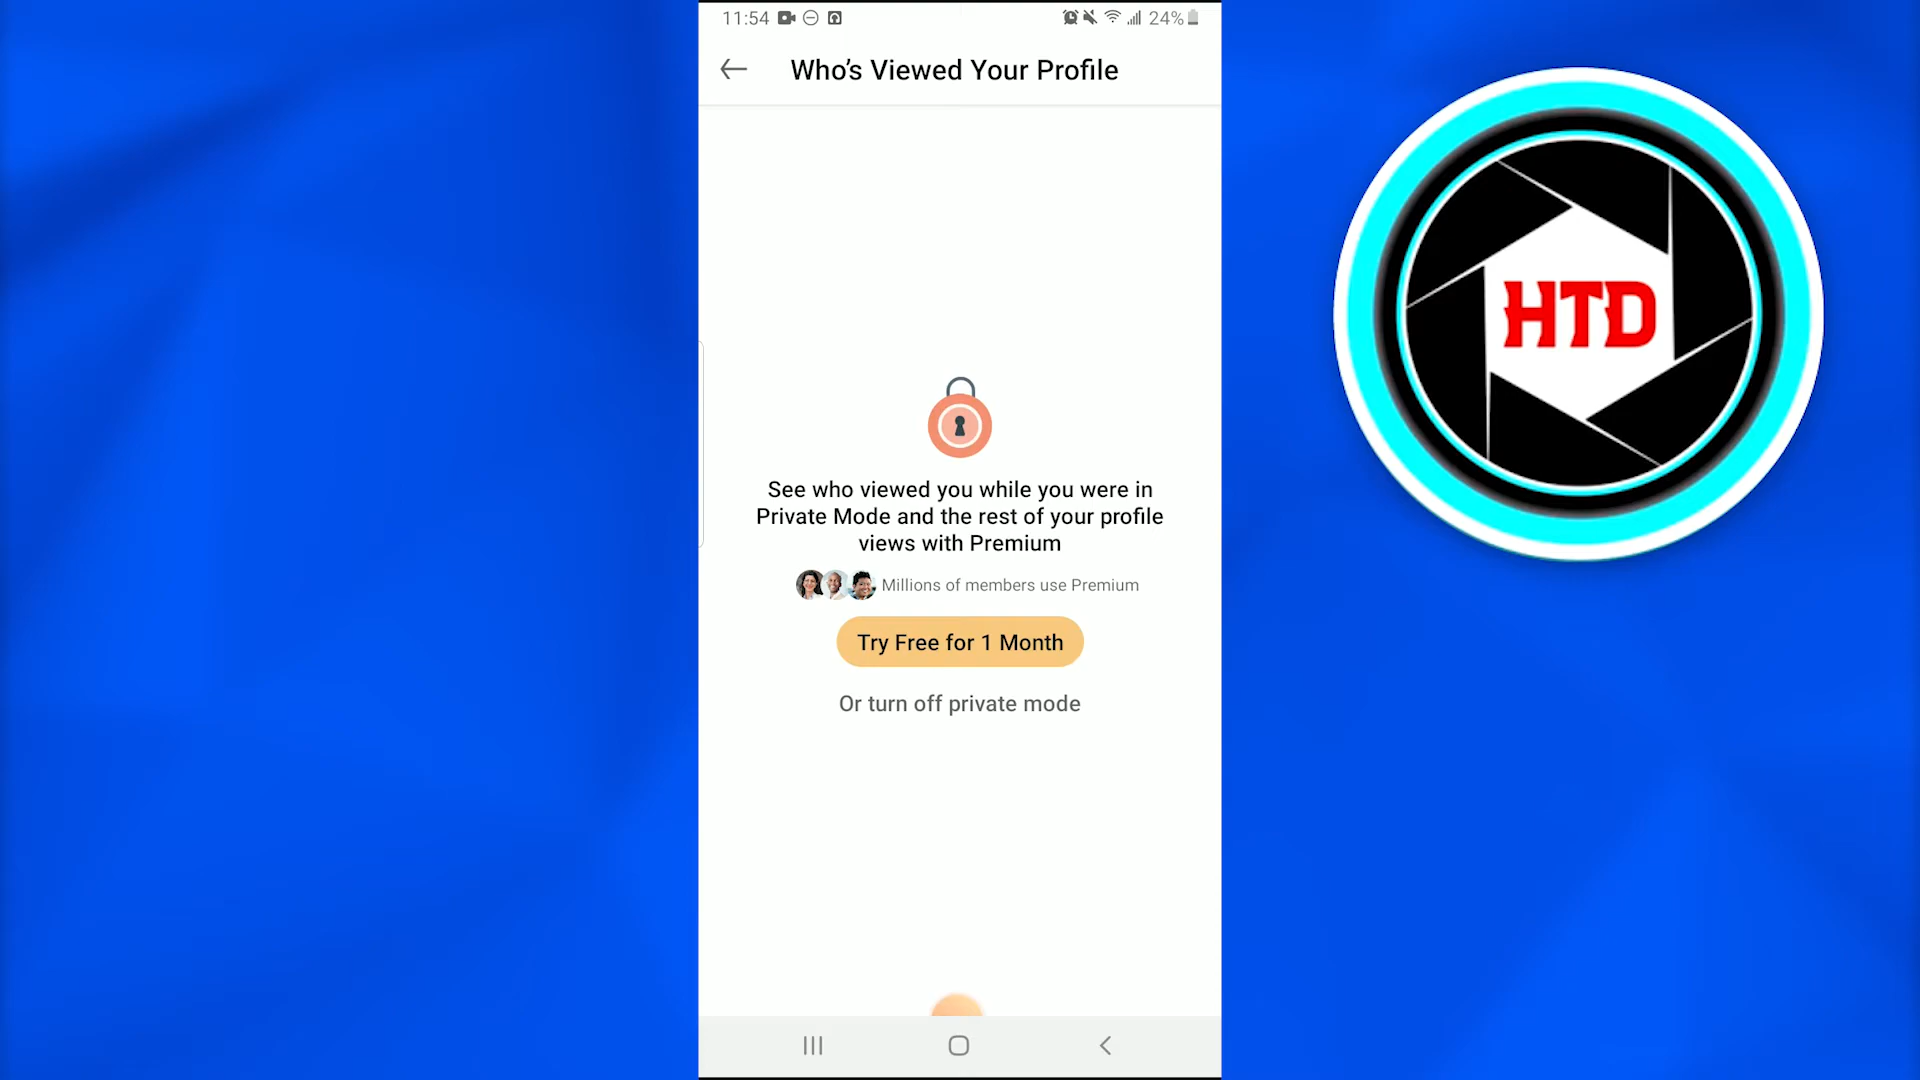 11:54
24%
Who's Viewed Your Profile
See who viewed you while you were in
Private Mode and the rest of your profile
views with Premium
Millions of members use Premium
Try Free for 1 Month
Or turn off private mode
HTD